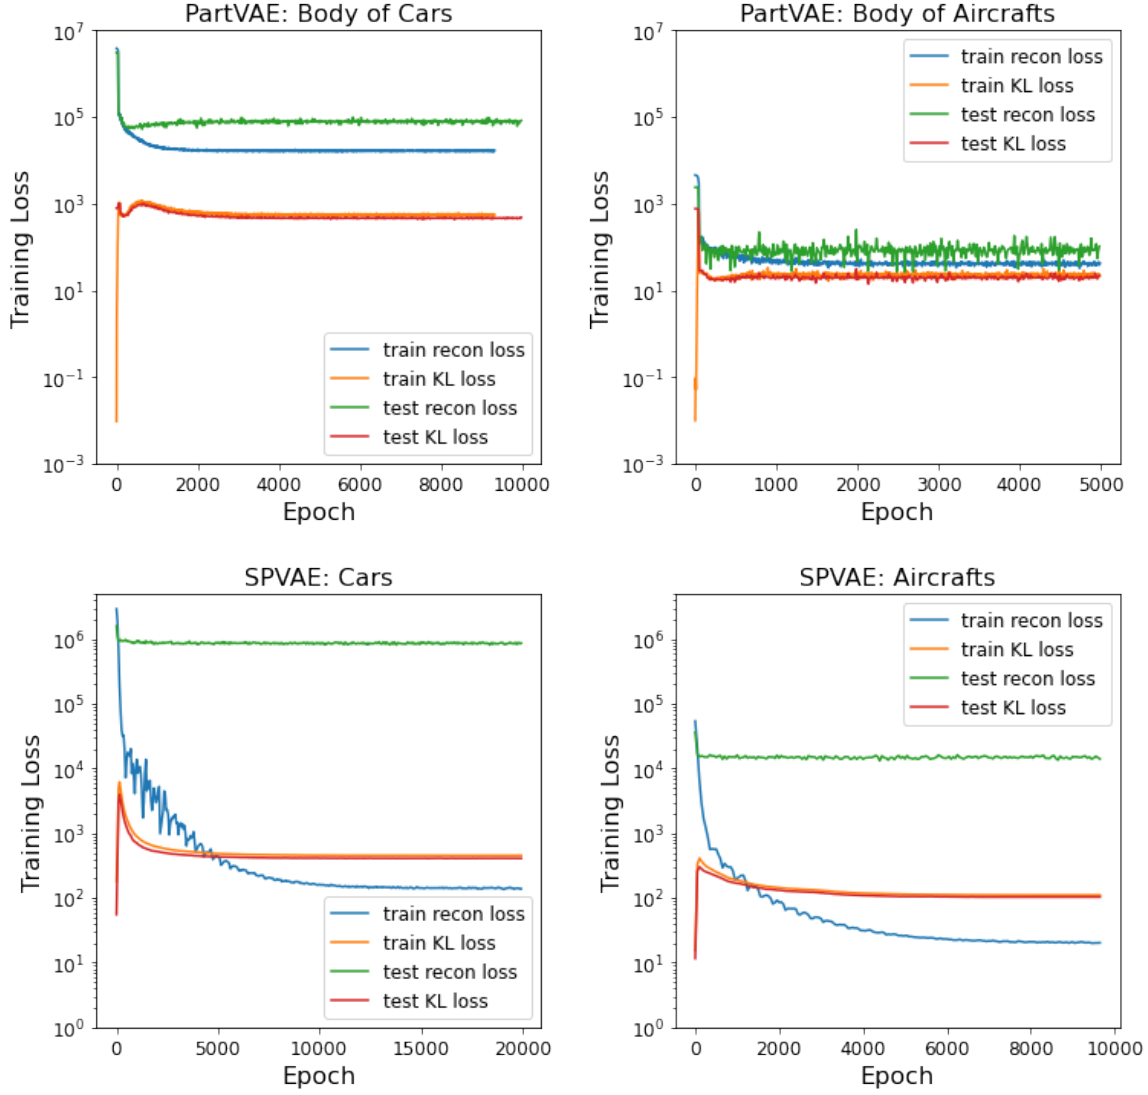 PartVAE: Body of Cars
10^7
10^5
10^3
10^1
10^-1
10^-3
Training Loss
train recon loss
train KL loss
test recon loss
test KL loss
0 2000 4000 6000 8000 10000
Epoch
PartVAE: Body of Aircrafts
10^7
10^5
10^3
10^1
10^-1
10^-3
Training Loss
train recon loss
train KL loss
test recon loss
test KL loss
0 1000 2000 3000 4000 5000
Epoch
SPVAE: Cars
10^6
10^5
10^4
10^3
10^2
10^1
10^0
Training Loss
train recon loss
train KL loss
test recon loss
test KL loss
0 5000 10000 15000 20000
Epoch
SPVAE: Aircrafts
10^6
10^5
10^4
10^3
10^2
10^1
10^0
Training Loss
train recon loss
train KL loss
test recon loss
test KL loss
0 2000 4000 6000 8000 10000
Epoch